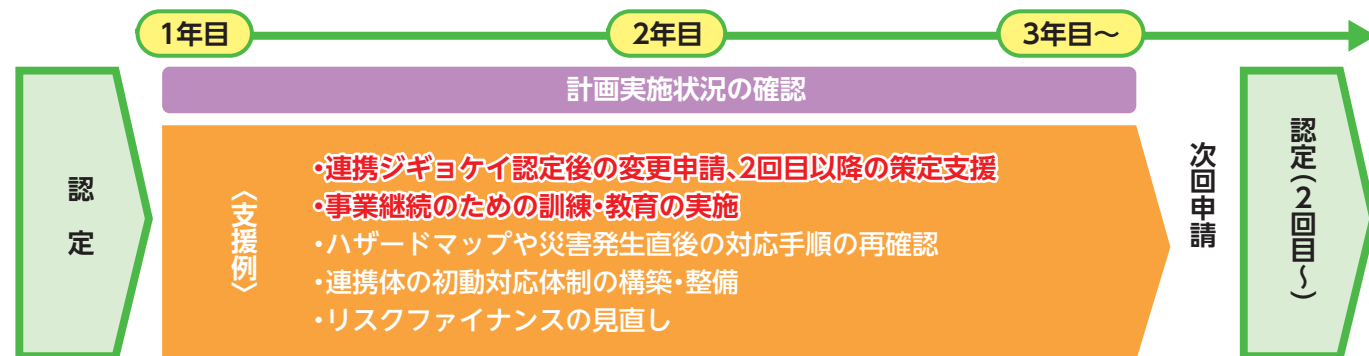 1年目
2年目
3年目～
認定
計画実施状況の確認
〈支援例〉
・連携ジギョケイ認定後の変更申請、2回目以降の策定支援
・事業継続のための訓練・教育の実施
・ハザードマップや災害発生直後の対応手順の再確認
・連携体の初動対応体制の構築・整備
・リスクファイナンスの見直し
次回申請
認定（2回目～）